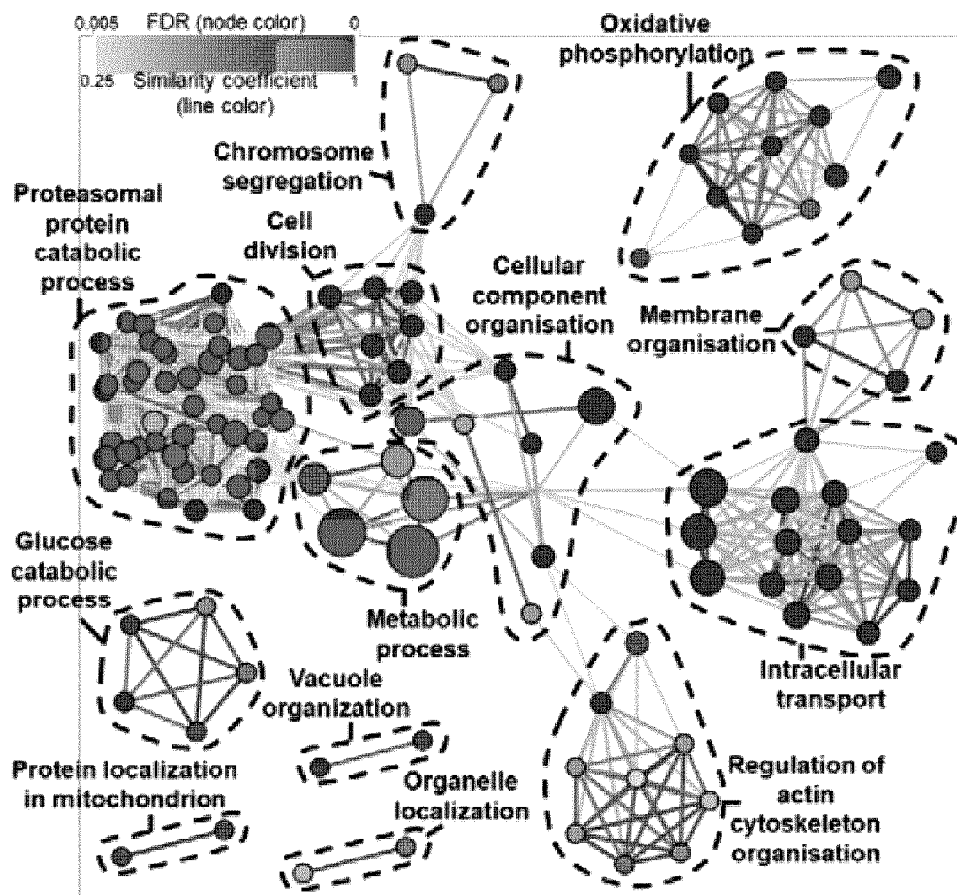 0.005 FDR (node color) 0
0.25 Similarity coefficient 1
(line color)
Oxidative
phosphorylation
Chromosome
segregation
Proteasomal
protein
catabolic
process
Cell
division
Cellular
component
organisation
Membrane
organisation
Glucose
catabolic
process
Metabolic
process
Intracellular
transport
Vacuole
organization
Protein localization
in mitochondrion
Organelle
localization
Regulation of
actin
cytoskeleton
organisation